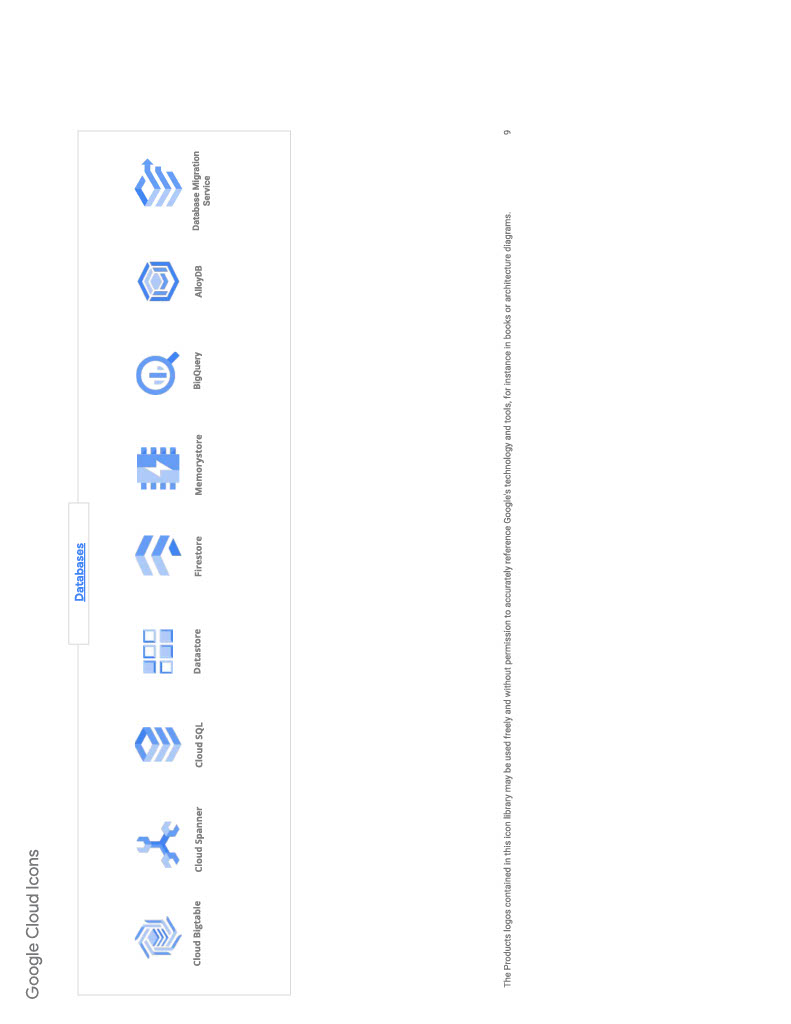 Google Cloud Icons
Databases
Cloud Bigtable
Cloud Spanner
Cloud SQL
Datastore
Firestore
Memorystore
BigQuery
AlloyDB
Database Migration
Service
The Products logos contained in this icon library may be used freely and without permission to accurately reference Google's technology and tools, for instance in books or architecture diagrams.
9